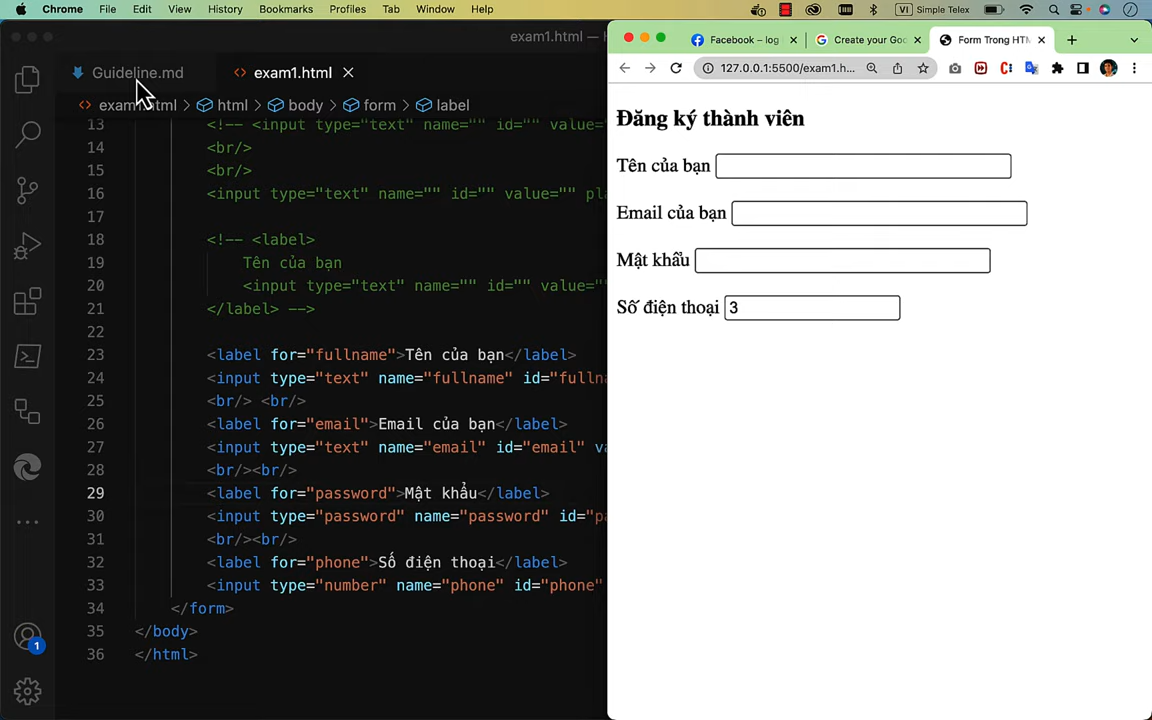 Chrome File Edit View History Bookmarks Profiles Tab Window Help VI Simple Telex
exam1.html —
Guideline.md
exam1.html
html
body
form
label
13 <!-- <input type="text" name="" id="" value="
14 <br/>
15 <br/>
16 <input type="text" name="" id="" value="" pl
17
18 <!-- <label>
19 Tên của bạn
20 <input type="text" name="" id="" value="
21 </label> -->
22
23 <label for="fullname">Tên của bạn</label>
24 <input type="text" name="fullname" id="fulln
25 <br/> <br/>
26 <label for="email">Email của bạn</label>
27 <input type="text" name="email" id="email" v
28 <br/><br/>
29 <label for="password">Mật khẩu</label>
30 <input type="password" name="password" id="p
31 <br/><br/>
32 <label for="phone">Số điện thoại</label>
33 <input type="number" name="phone" id="phone"
34 </form>
35 </body>
36 </html>
1
Facebook – log
Create your Goo
Form Trong HTM
127.0.0.1:5500/exam1.h...
Đăng ký thành viên
Tên của bạn
Email của bạn
Mật khẩu
Số điện thoại 3